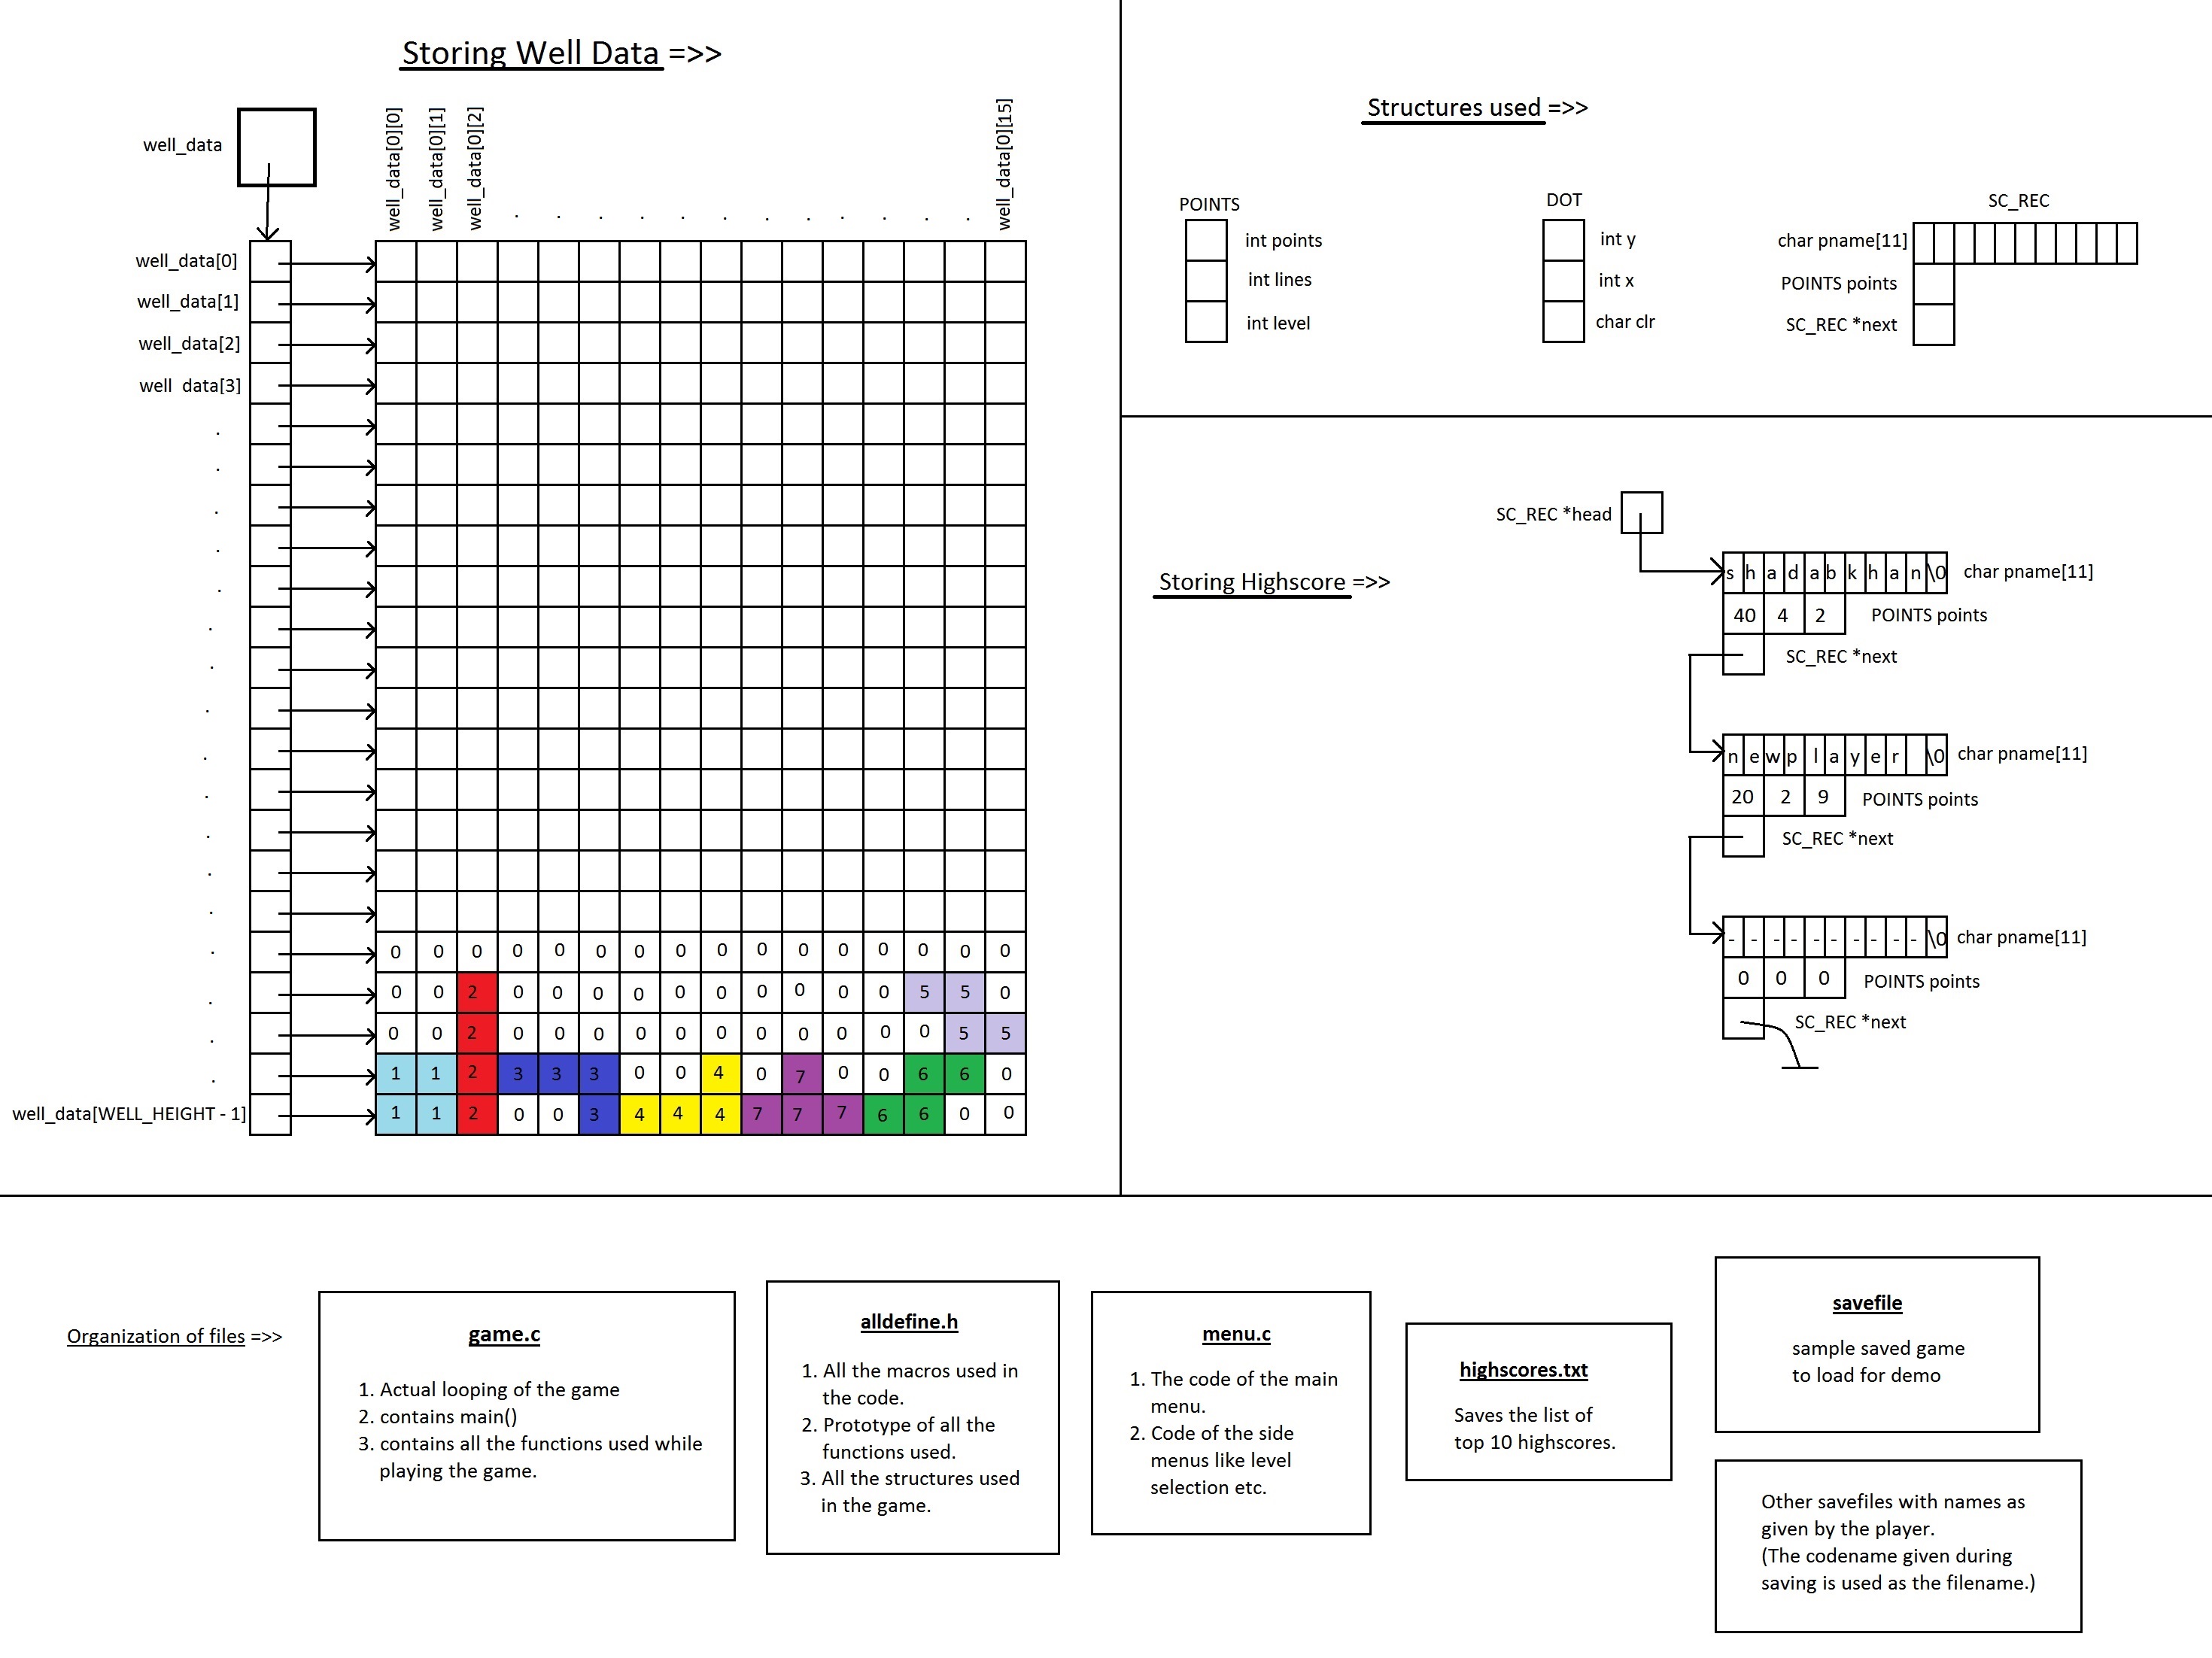 Storing Well Data =>>
well_data
well_data[0][0]
well_data[0][1]
well_data[0][2]
. . . . . . . . . . . .
well_data[0][15]
well_data[0]
well_data[1]
well_data[2]
well data[3]
.
.
.
.
.
.
.
.
.
.
.
.
.
0 0 0 0 0 0 0 0 0 0 0 0 0 0 0 0
.
0 0 2 0 0 0 0 0 0 0 0 0 0 5 5 0
.
0 0 2 0 0 0 0 0 0 0 0 0 0 0 5 5
.
1 1 2 3 3 3 0 0 4 0 7 0 0 6 6 0
.
well_data[WELL_HEIGHT - 1]
1 1 2 0 0 3 4 4 4 7 7 7 6 6 0 0
Structures used =>>
POINTS
int points
int lines
int level
DOT
int y
int x
char clr
SC_REC
char pname[11]
POINTS points
SC_REC *next
Storing Highscore =>>
SC_REC *head
s h a d a b k h a n \0 char pname[11]
40 4 2 POINTS points
SC_REC *next
n e w p l a y e r \0 char pname[11]
20 2 9 POINTS points
SC_REC *next
- - - - - - - - - - \0 char pname[11]
0 0 0 POINTS points
SC_REC *next
Organization of files =>>
game.c
1. Actual looping of the game
2. contains main()
3. contains all the functions used while
playing the game.
alldefine.h
1. All the macros used in
the code.
2. Prototype of all the
functions used.
3. All the structures used
in the game.
menu.c
1. The code of the main
menu.
2. Code of the side
menus like level
selection etc.
highscores.txt
Saves the list of
top 10 highscores.
savefile
sample saved game
to load for demo
Other savefiles with names as
given by the player.
(The codename given during
saving is used as the filename.)